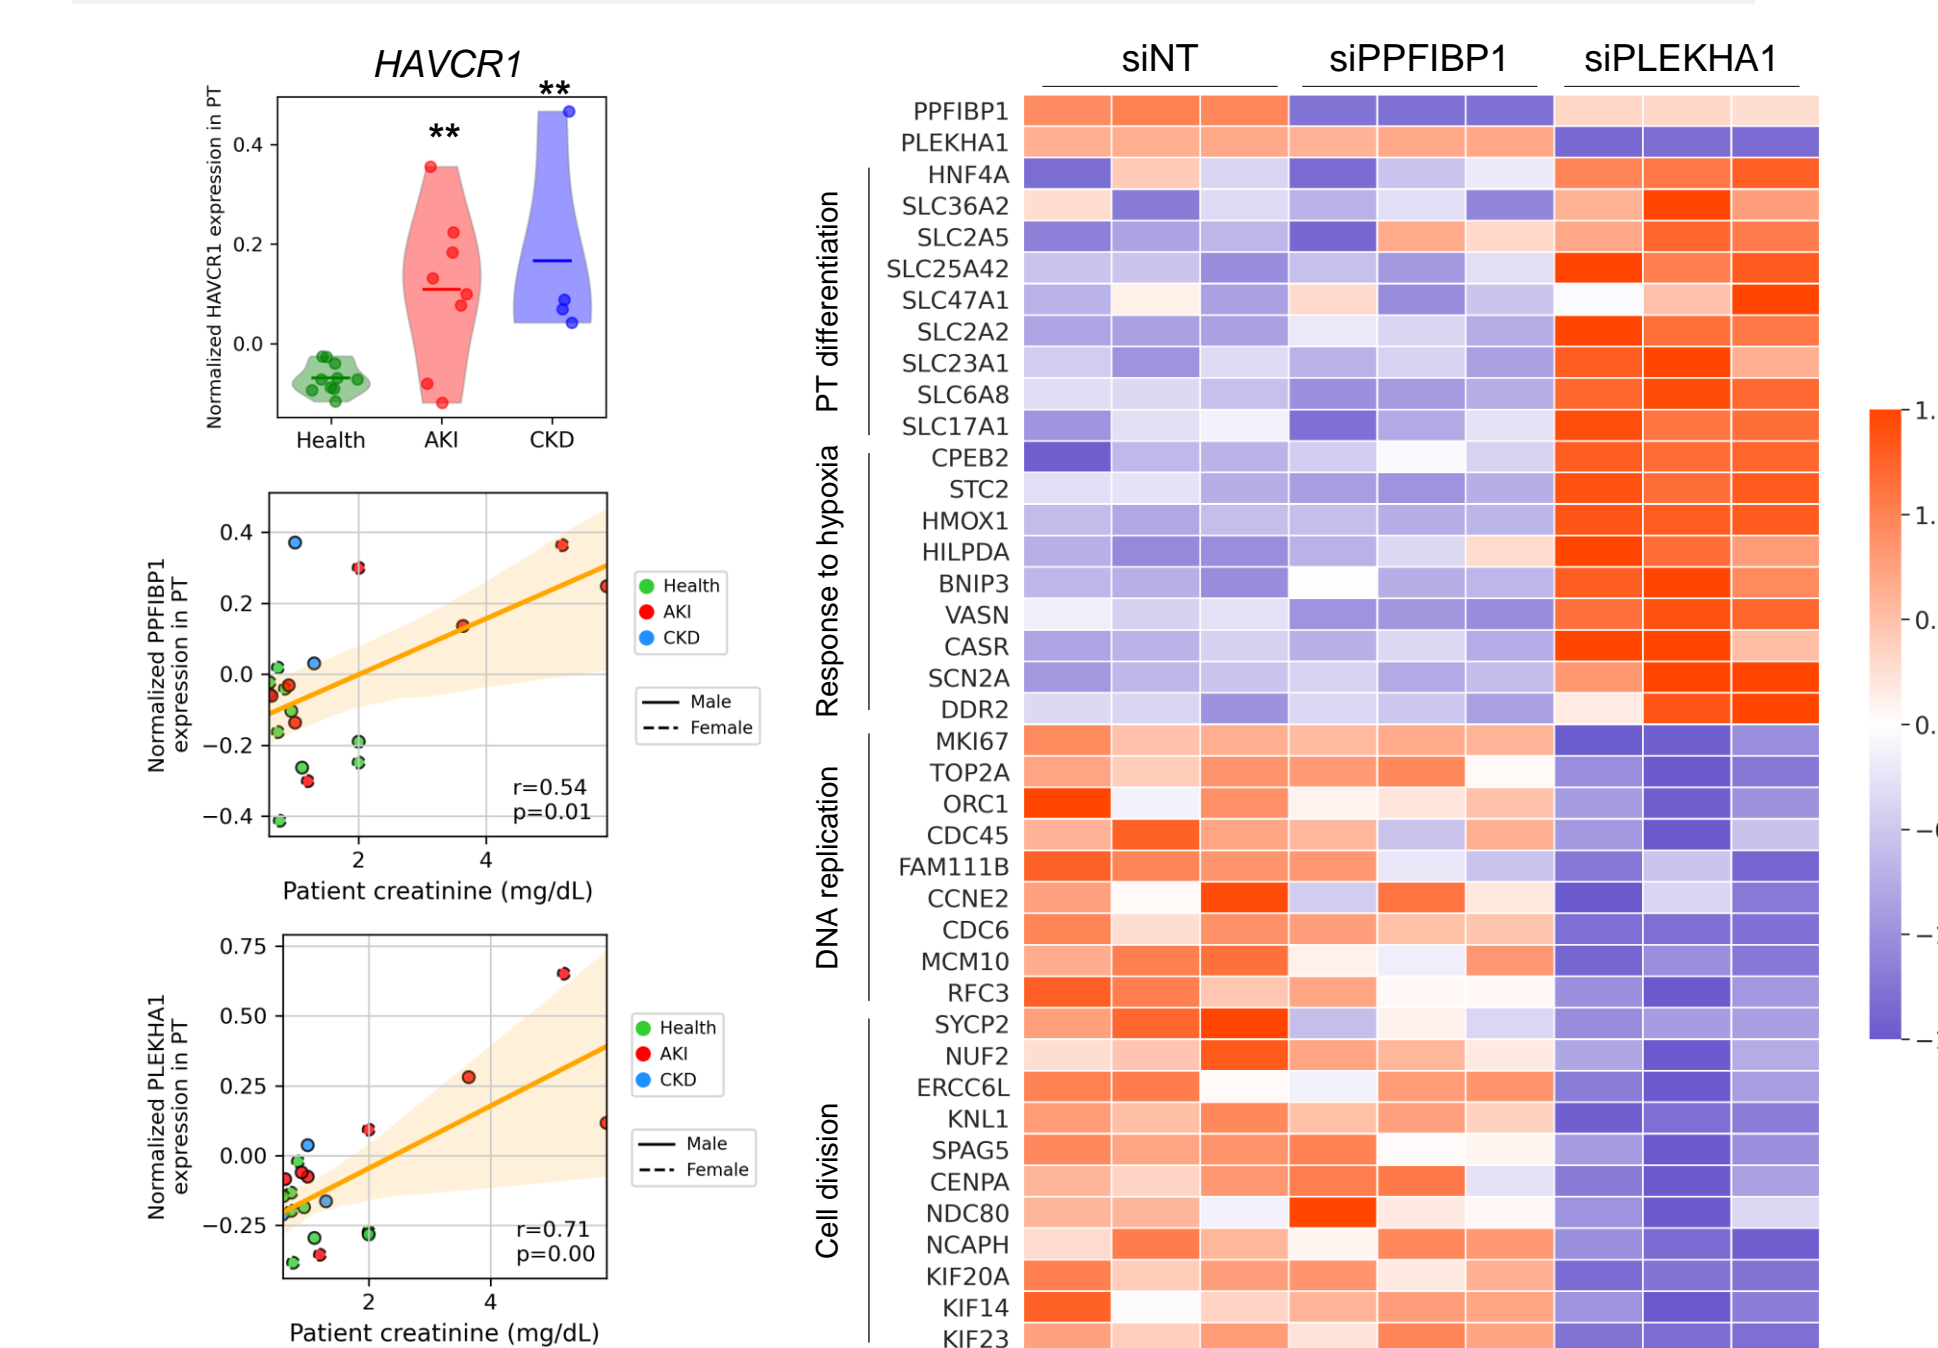 HAVCR1
**
**
Normalized HAVCR1 expression in PT
0.4
0.2
0.0
Health
AKI
CKD
Normalized PPFIBP1
expression in PT
0.4
0.2
0.0
−0.2
−0.4
r=0.54
p=0.01
2
4
Patient creatinine (mg/dL)
Health
AKI
CKD
Male
Female
Normalized PLEKHA1
expression in PT
0.75
0.50
0.25
0.00
−0.25
r=0.71
p=0.00
2
4
Patient creatinine (mg/dL)
Health
AKI
CKD
Male
Female
siNT
siPPFIBP1
siPLEKHA1
PPFIBP1
PLEKHA1
PT differentiation
HNF4A
SLC36A2
SLC2A5
SLC25A42
SLC47A1
SLC2A2
SLC23A1
SLC6A8
SLC17A1
Response to hypoxia
CPEB2
STC2
HMOX1
HILPDA
BNIP3
VASN
CASR
SCN2A
DDR2
DNA replication
MKI67
TOP2A
ORC1
CDC45
FAM111B
CCNE2
CDC6
MCM10
RFC3
Cell division
SYCP2
NUF2
ERCC6L
KNL1
SPAG5
CENPA
NDC80
NCAPH
KIF20A
KIF14
KIF23
1.
1.
0.
0.